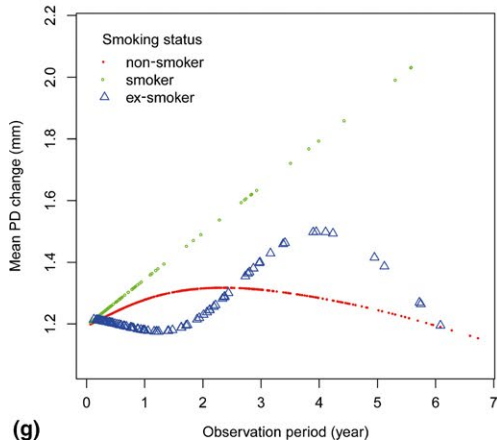 2.2
2.0
1.8
1.6
1.4
1.2
Mean PD change (mm)
Smoking status
non-smoker
smoker
ex-smoker
0 1 2 3 4 5 6 7
(g) Observation period (year)